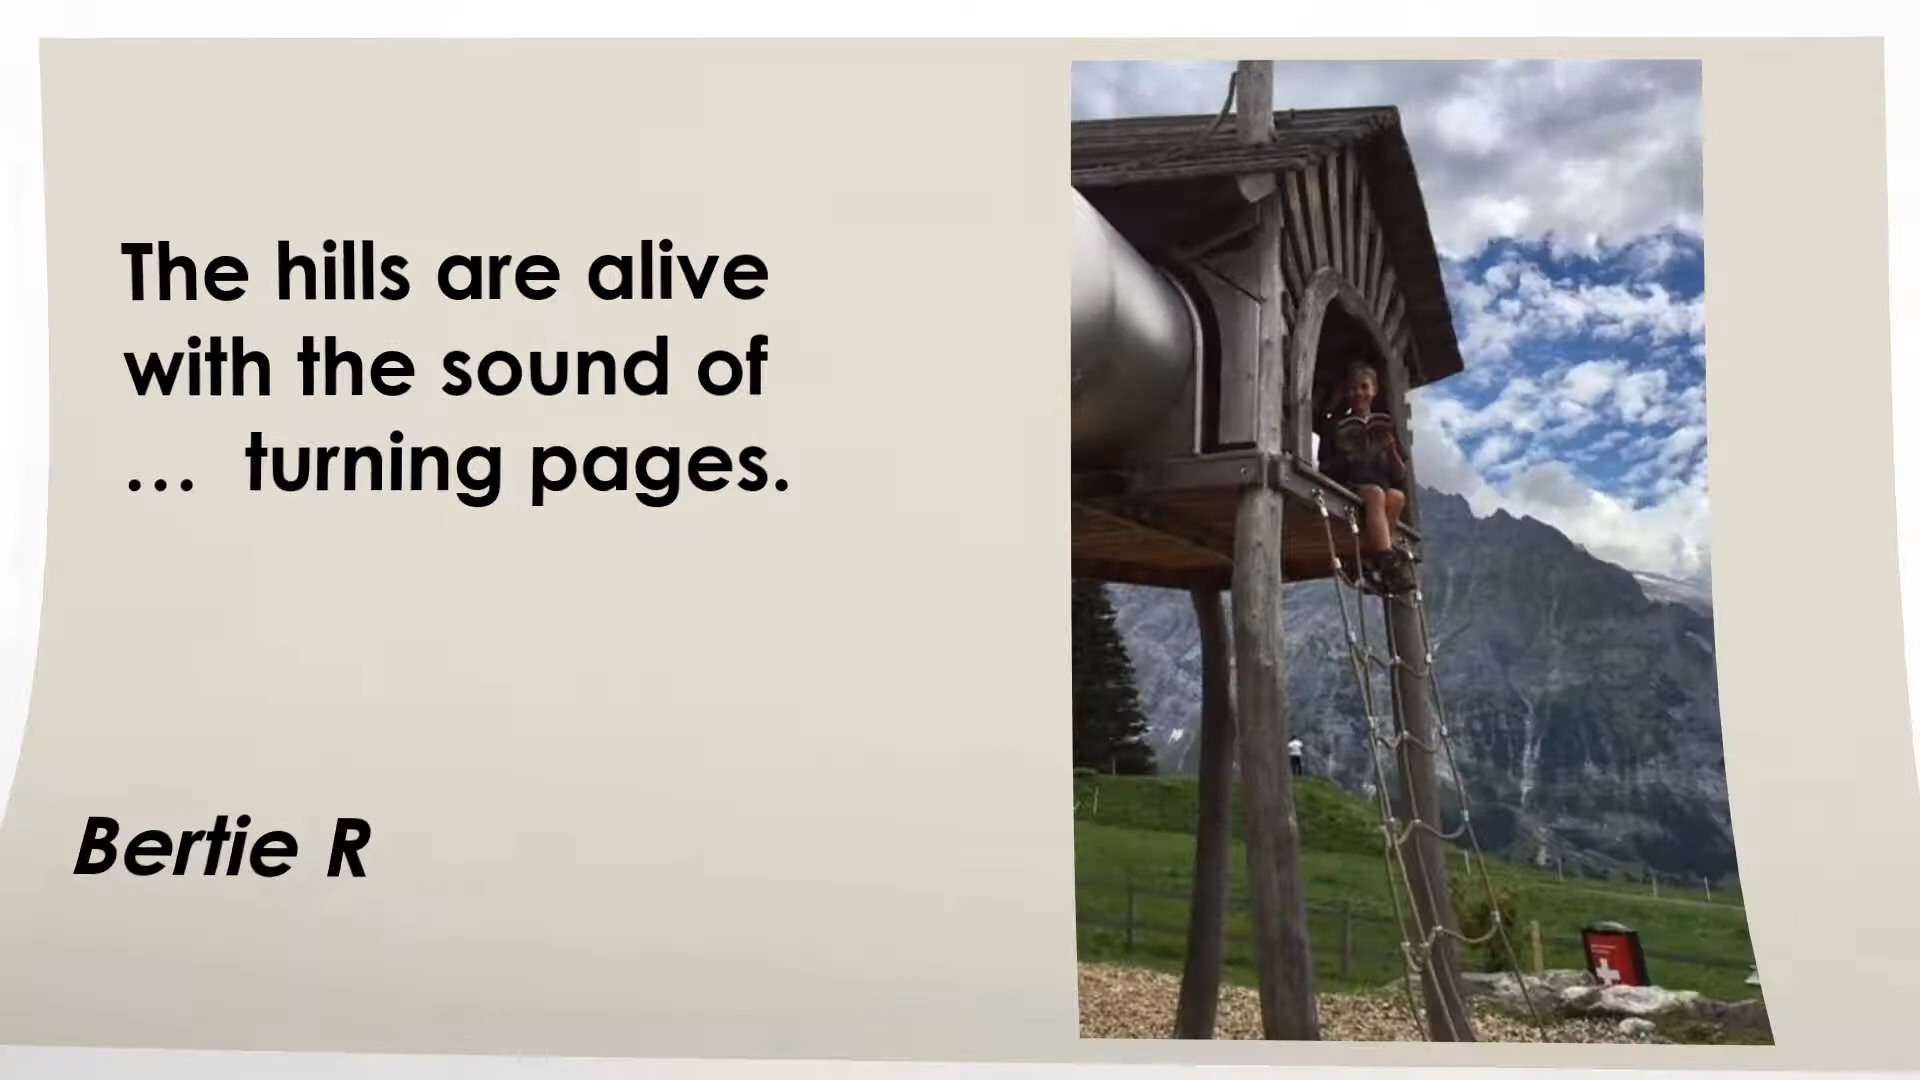 The hills are alive
with the sound of
… turning pages.
Bertie R